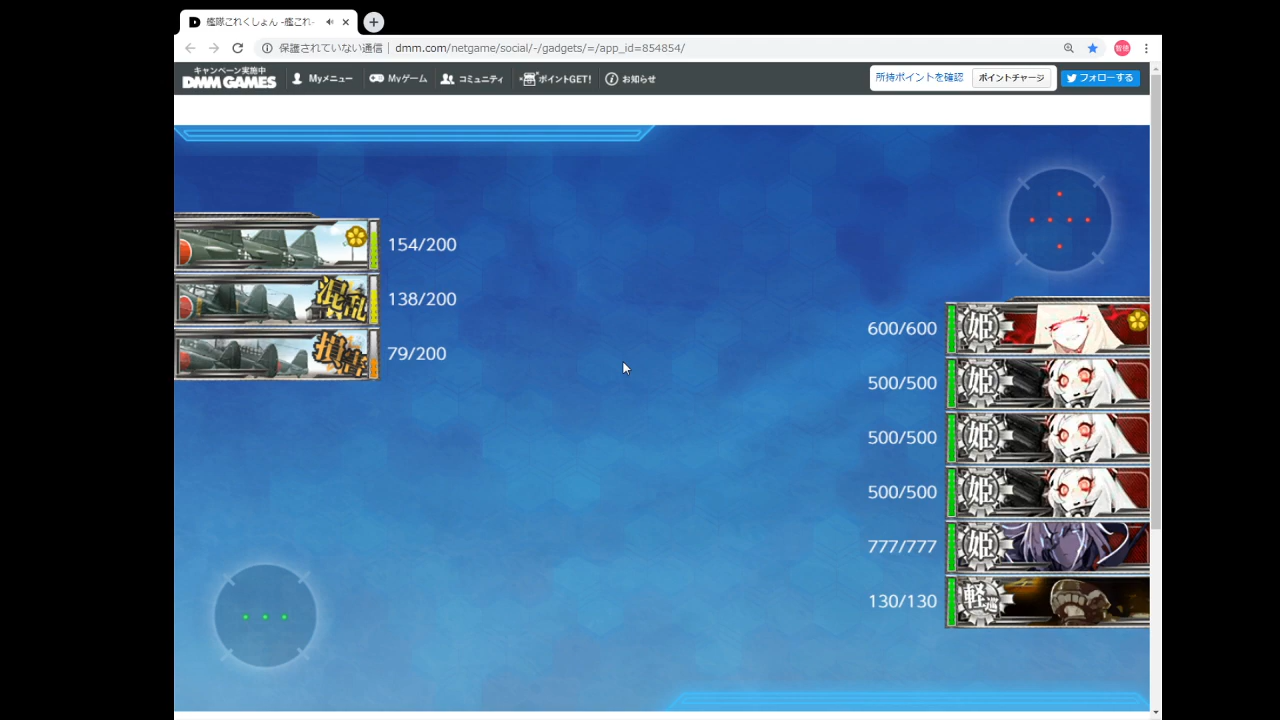 艦隊これくしょん -艦これ-
保護されていない通信 | dmm.com/netgame/social/-/gadgets/=/app_id=854854/
智修
キャンペーン実施中
DMM GAMES
Myメニュー
Myゲーム
コミュニティ
ポイントGET!
お知らせ
所持ポイントを確認
ポイントチャージ
フォローする
154/200
混乱
138/200
損害
79/200
600/600
姫
500/500
姫
500/500
姫
500/500
姫
777/777
姫
130/130
軽巡